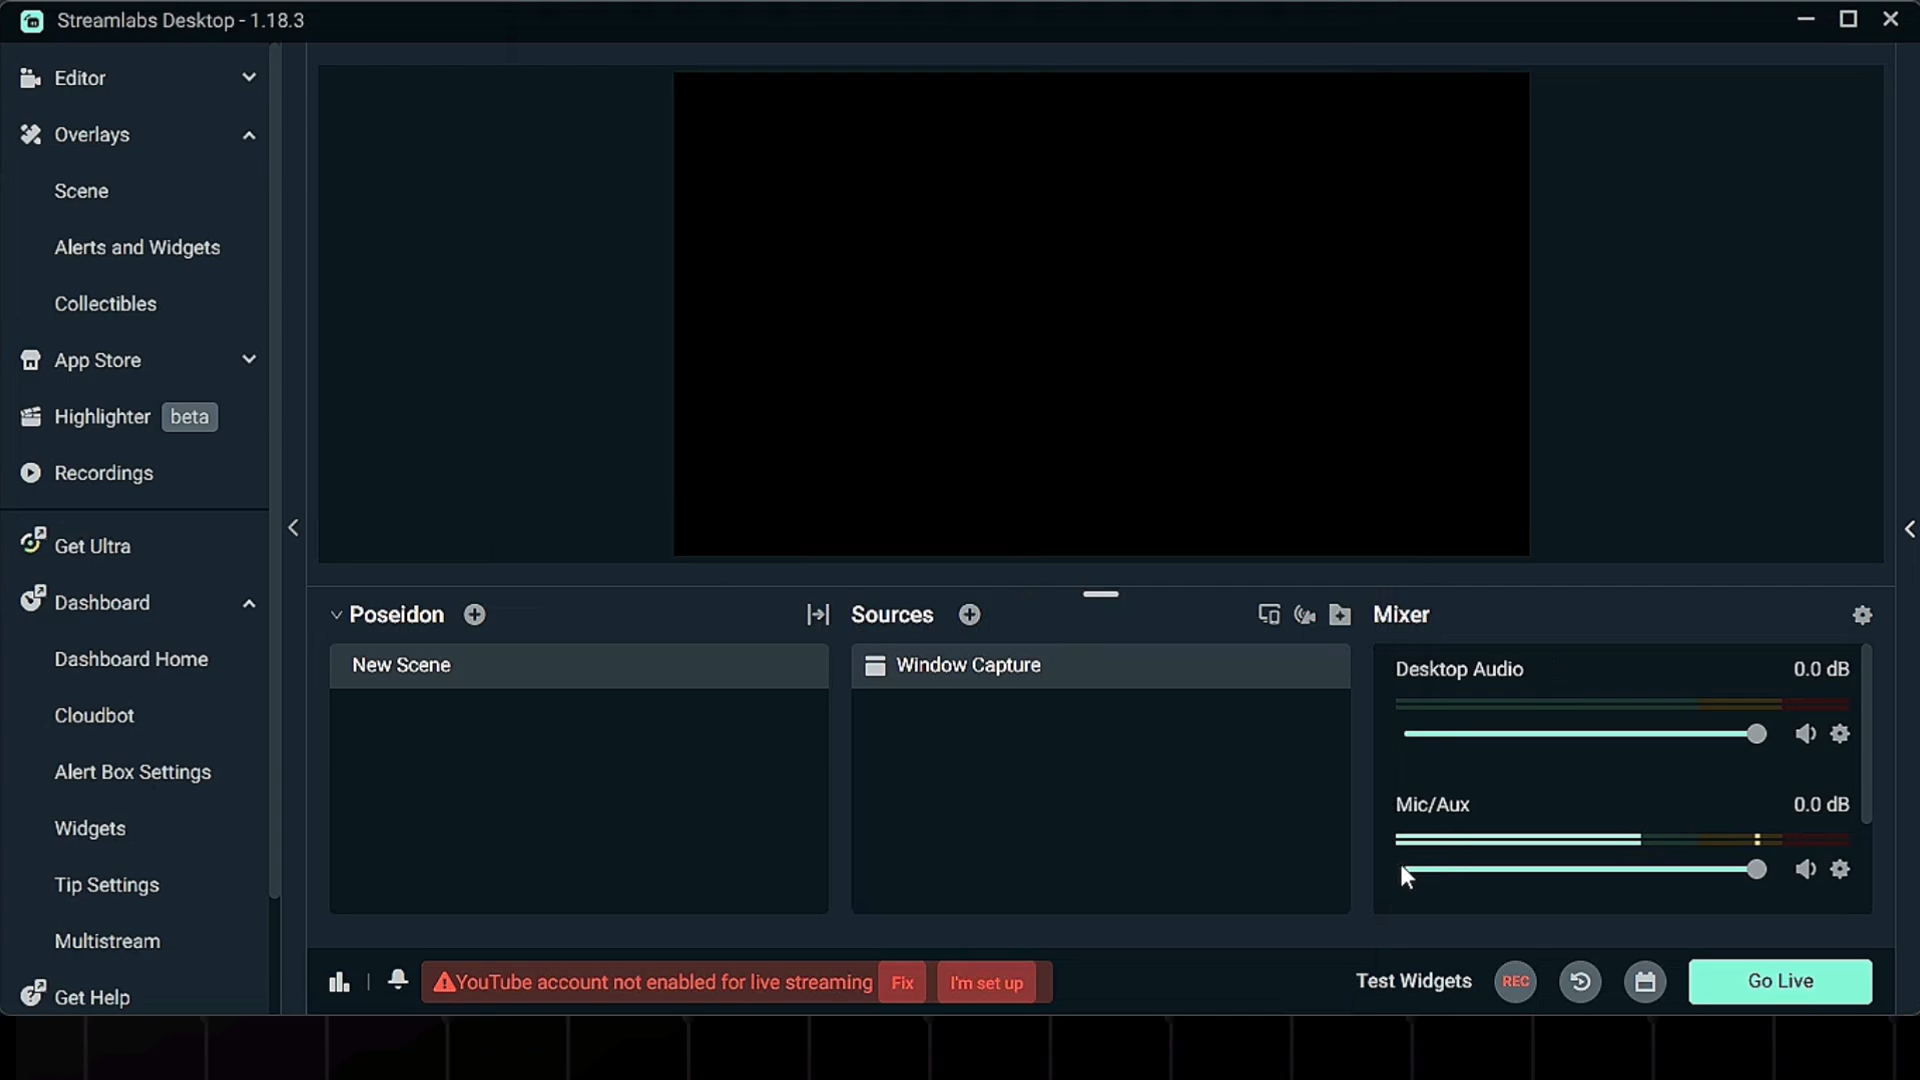 Streamlabs Desktop - 1.18.3
Editor
Overlays
Scene
Alerts and Widgets
Collectibles
App Store
Highlighter beta
Recordings
Get Ultra
Dashboard
Dashboard Home
Cloudbot
Alert Box Settings
Widgets
Tip Settings
Multistream
Get Help
Poseidon
New Scene
Sources
Window Capture
Mixer
Desktop Audio 0.0 dB
Mic/Aux 0.0 dB
YouTube account not enabled for live streaming Fix I'm set up
Test Widgets REC Go Live